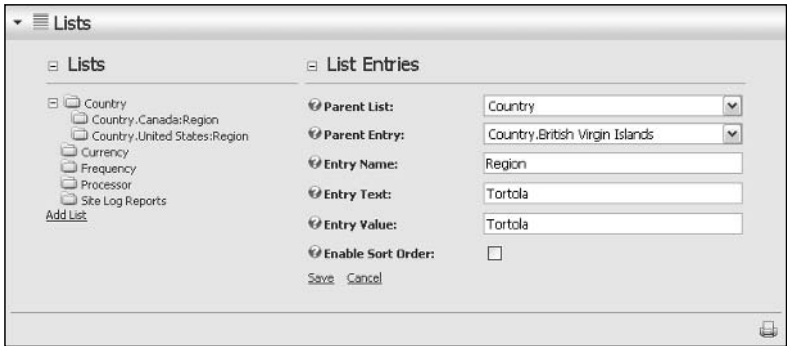 Lists
Lists
Country
Country.Canada:Region
Country.United States:Region
Currency
Frequency
Processor
Site Log Reports
Add List
List Entries
Parent List: Country
Parent Entry: Country.British Virgin Islands
Entry Name: Region
Entry Text: Tortola
Entry Value: Tortola
Enable Sort Order:
Save Cancel